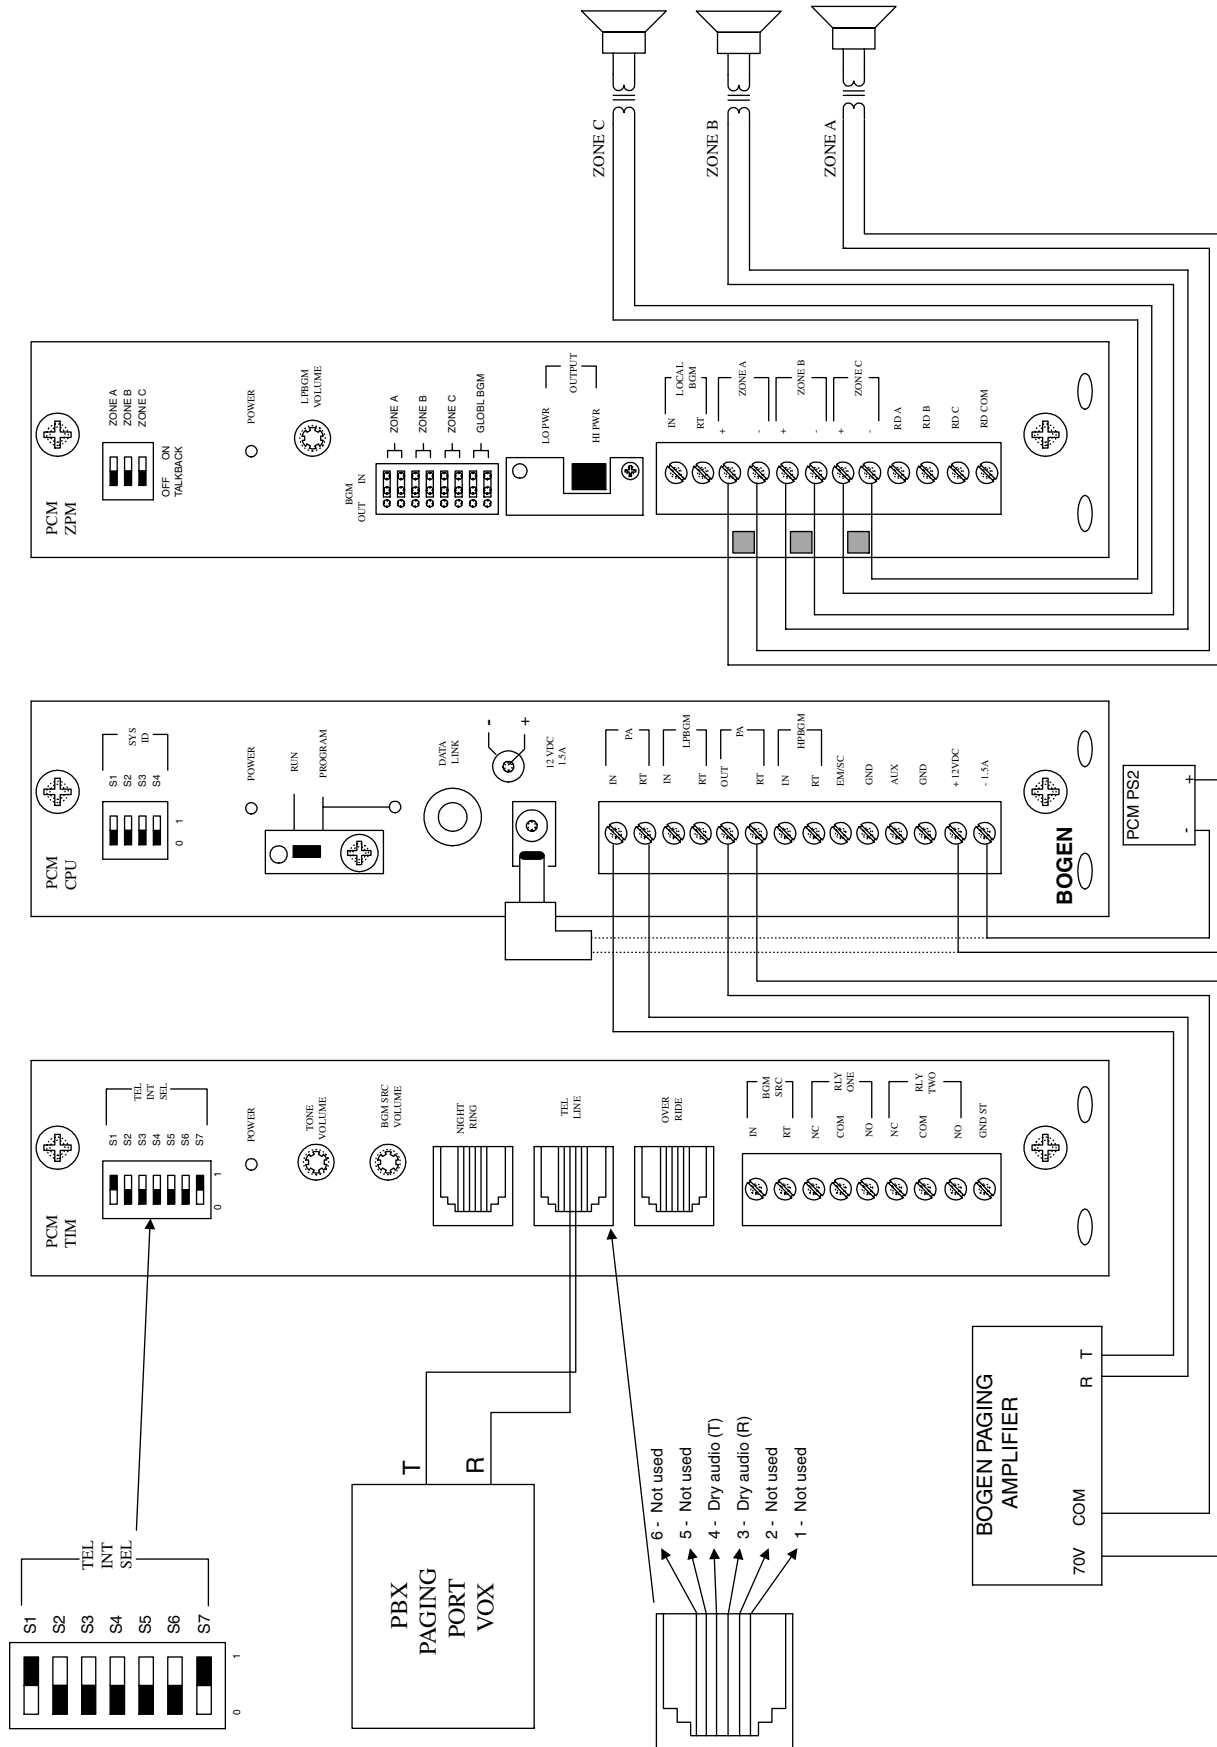 ZONE C
ZONE B
ZONE A
PCM
ZPM
ZONE A
ZONE B
ZONE C
OFF ON
TALKBACK
POWER
LPBGM
VOLUME
BGM
OUT IN
ZONE A
ZONE B
ZONE C
GLOBL BGM
LO PWR
HI PWR
OUTPUT
IN
RT
LOCAL
BGM
+
-
ZONE A
+
-
ZONE B
+
-
ZONE C
RD A
RD B
RD C
RD COM
PCM
CPU
S1
S2
S3
S4
SYS
ID
0 1
POWER
RUN
PROGRAM
DATA
LINK
- +
12 VDC
1.5A
IN
RT
PA
IN
RT
LPBGM
OUT
RT
PA
IN
RT
HPBGM
EM/SC
GND
AUX
GND
+ 12VDC
- 1.5A
BOGEN
PCM PS2
- +
PCM
TIM
S1
S2
S3
S4
S5
S6
S7
TEL
INT
SEL
0 1
POWER
TONE
VOLUME
BGM SRC
VOLUME
NIGHT
RING
TEL
LINE
OVER
RIDE
IN
RT
BGM
SRC
NC
COM
NO
RLY
ONE
NC
COM
NO
RLY
TWO
GND ST
S1
S2
S3
S4
S5
S6
S7
TEL
INT
SEL
0 1
PBX
PAGING
PORT
VOX
T
R
6 - Not used
5 - Not used
4 - Dry audio (T)
3 - Dry audio (R)
2 - Not used
1 - Not used
BOGEN PAGING
AMPLIFIER
70V COM R T